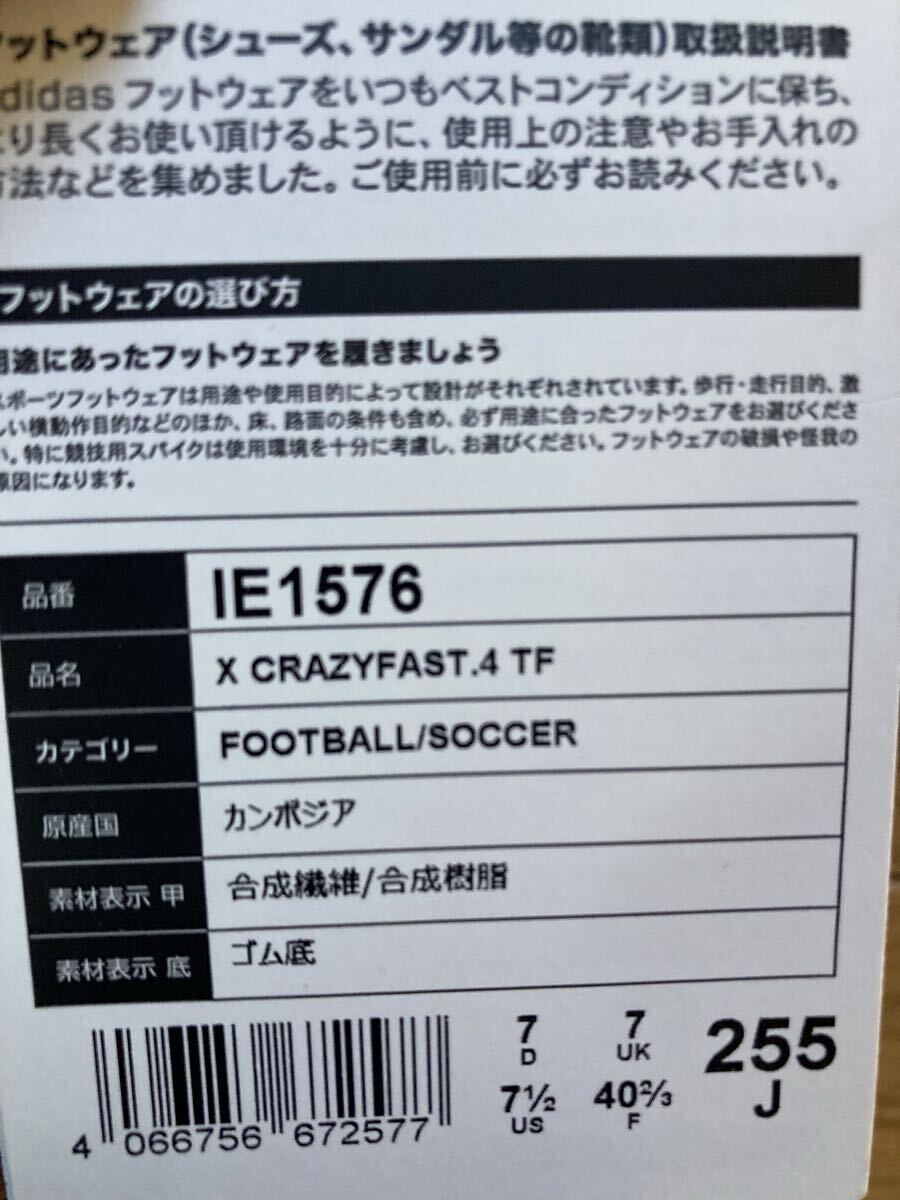 ットウェア(シューズ、サンダル等の靴類)取扱説明書
didas フットウェアをいつもベストコンディションに保ち、
り長くお使い頂けるように、使用上の注意やお手入れの
法などを集めました。ご使用前に必ずお読みください。
フットウェアの選び方
用途にあったフットウェアを履きましょう
スポーツフットウェアは用途や使用目的によって設計がそれぞれされています。歩行・走行目的、激
しい横動作目的などのほか、床、路面の条件も含め、必ず用途に合ったフットウェアをお選びくださ
い。特に競技用スパイクは使用環境を十分に考慮し、お選びください。フットウェアの破損や怪我の
原因になります。
品番 IE1576
品名 X CRAZYFAST.4 TF
カテゴリー FOOTBALL/SOCCER
原産国 カンボジア
素材表示 甲 合成繊維/合成樹脂
素材表示 底 ゴム底
7 D 7 UK 255 J
7½ US 40⅔ F
4 066756 672577